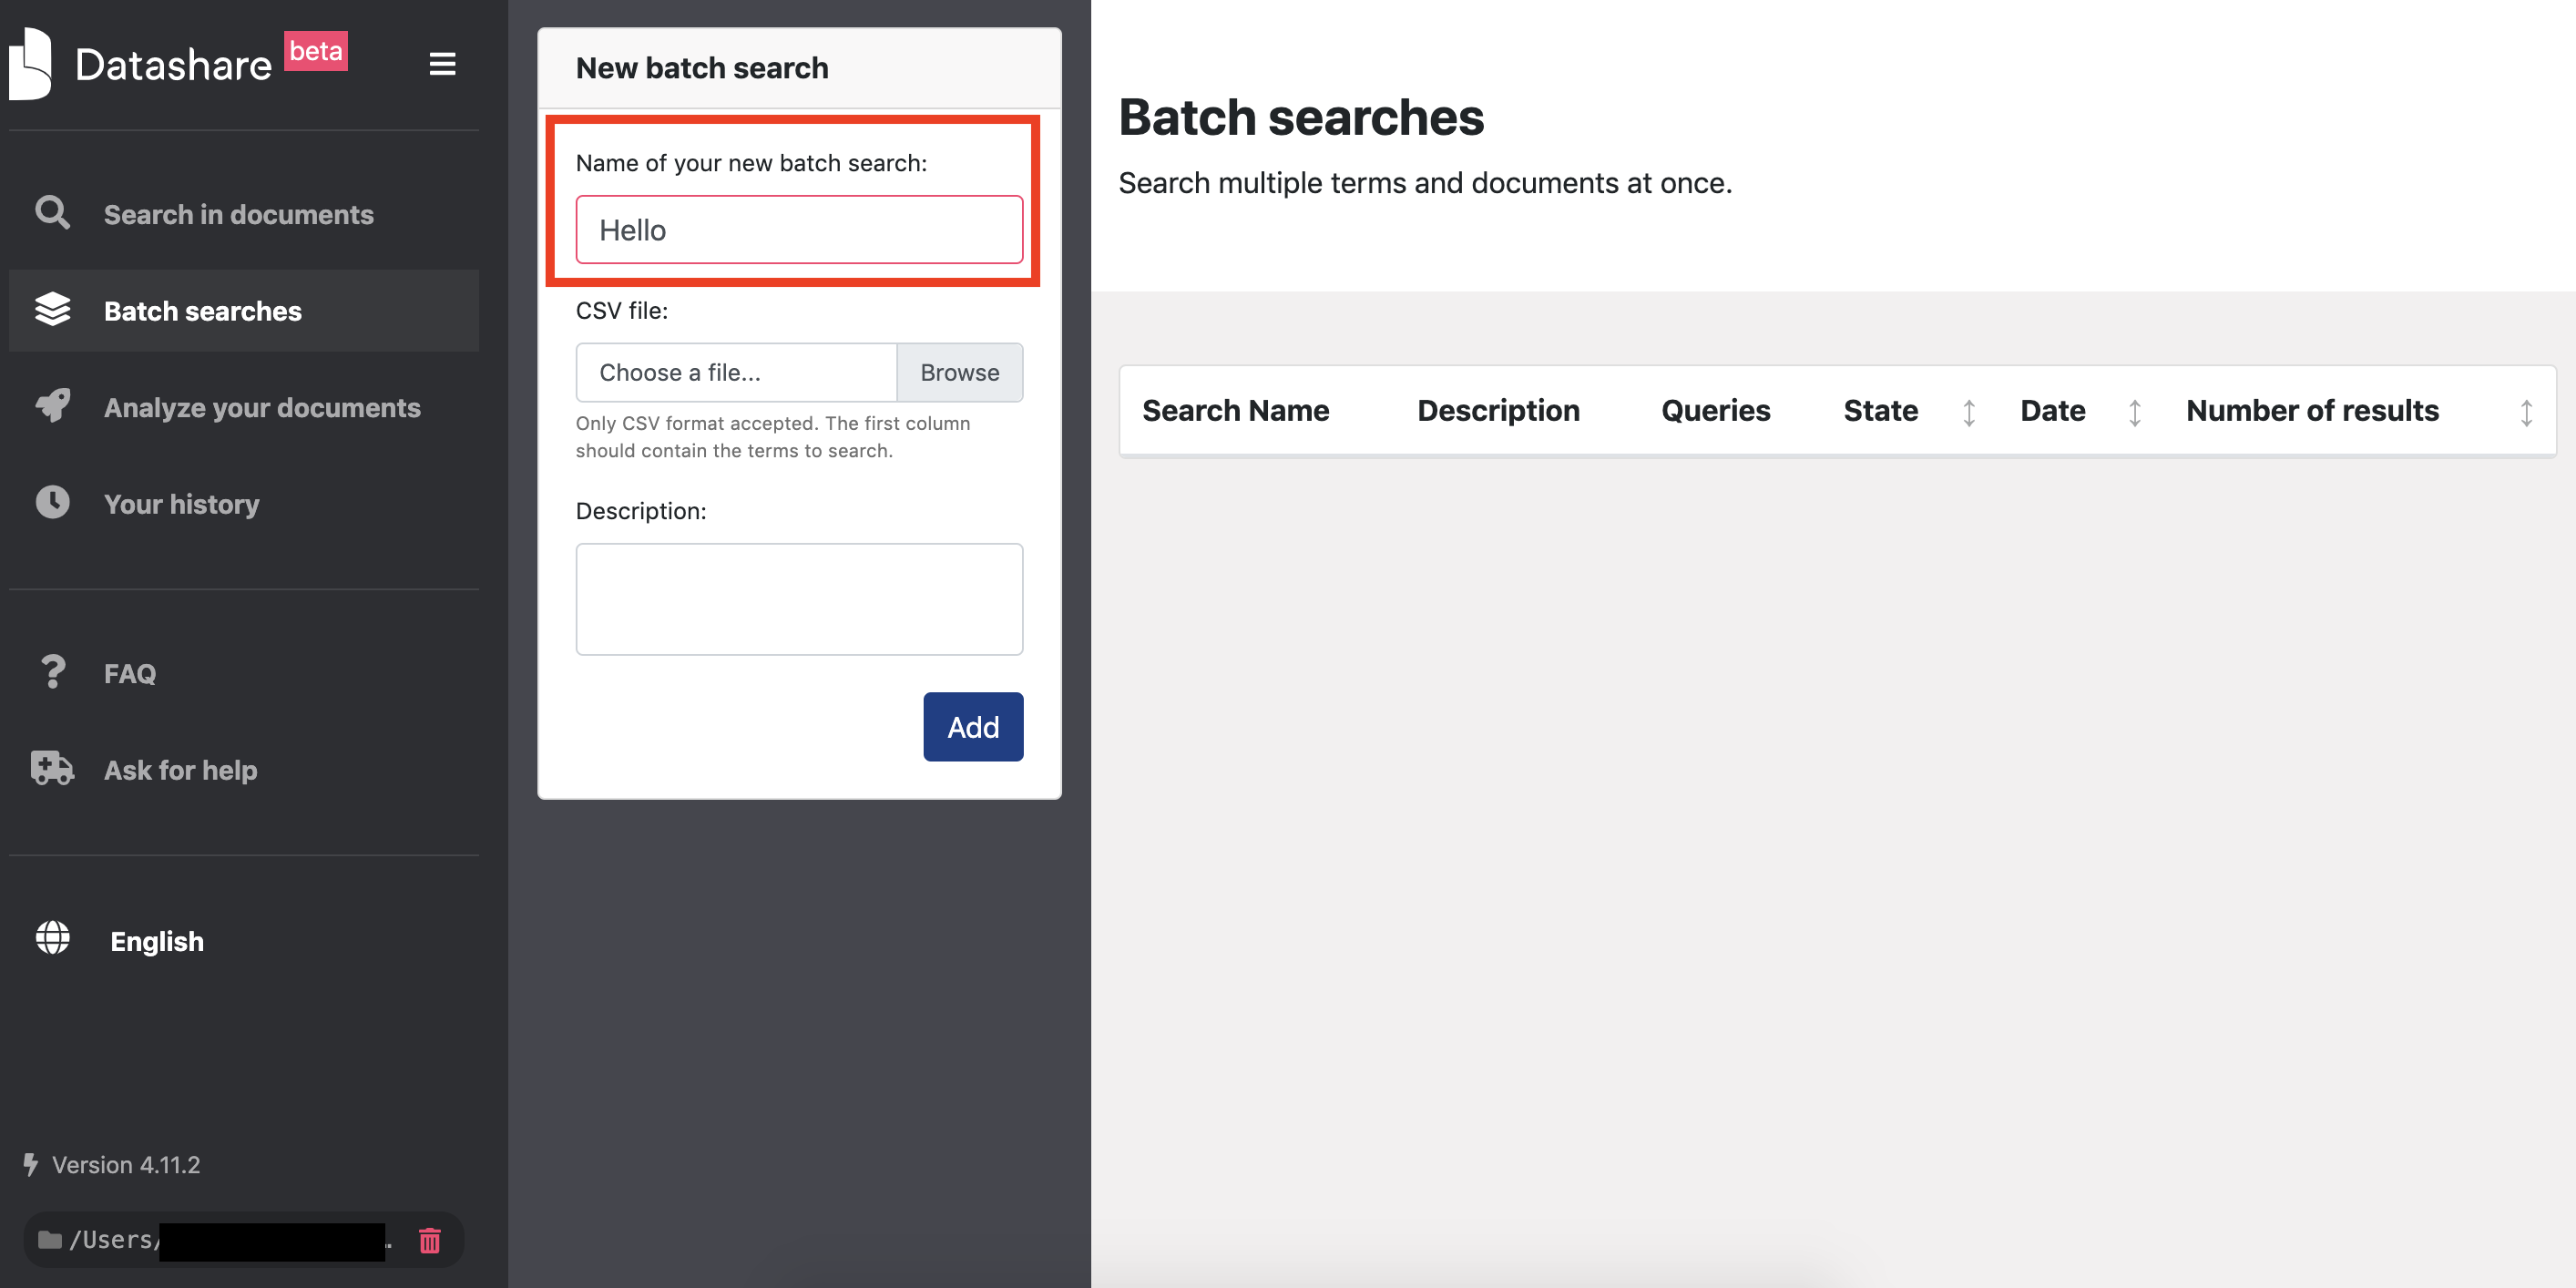 Datashare beta
Search in documents
Batch searches
Analyze your documents
Your history
FAQ
Ask for help
English
Version 4.11.2
/Users/ …
New batch search
Name of your new batch search:
Hello
CSV file:
Choose a file... Browse
Only CSV format accepted. The first column
should contain the terms to search.
Description:
Add
Batch searches
Search multiple terms and documents at once.
Search Name Description Queries State Date Number of results